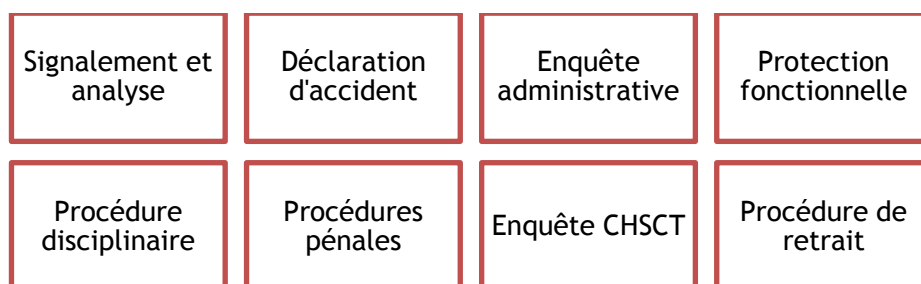 Signalement et
analyse
Déclaration
d'accident
Enquête
administrative
Protection
fonctionnelle
Procédure
disciplinaire
Procédures
pénales
Enquête CHSCT
Procédure de
retrait